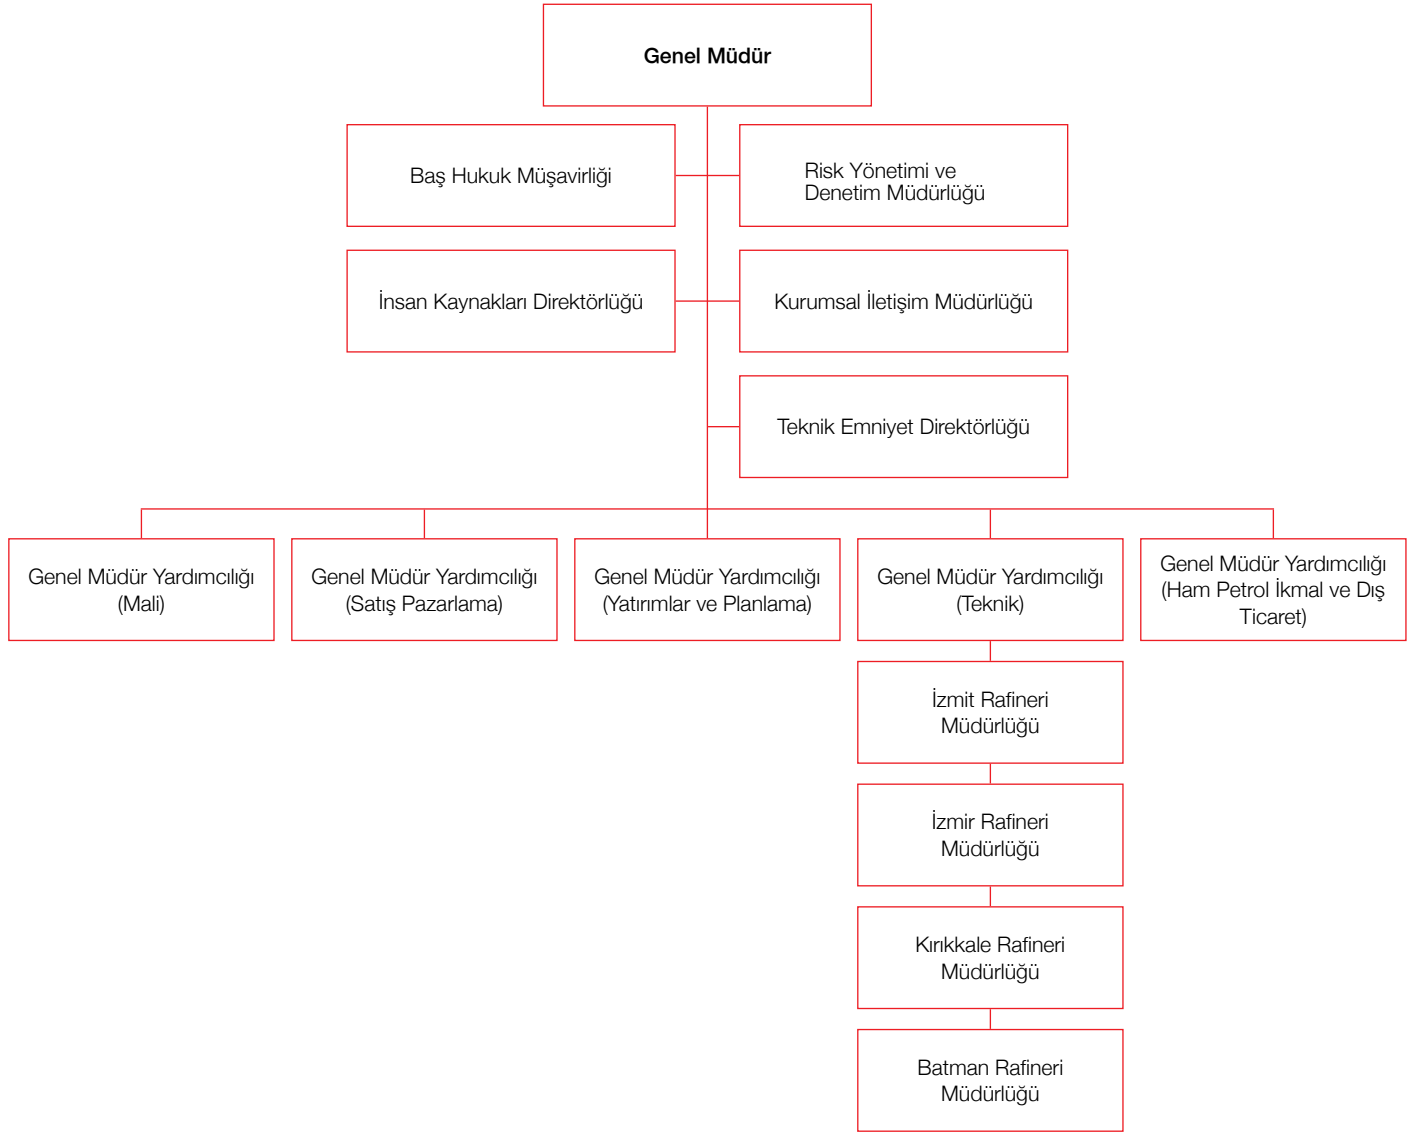 Genel Müdür
Baş Hukuk Müşavirliği
Risk Yönetimi ve
Denetim Müdürlüğü
İnsan Kaynakları Direktörlüğü
Kurumsal İletişim Müdürlüğü
Teknik Emniyet Direktörlüğü
Genel Müdür Yardımcılığı
(Mali)
Genel Müdür Yardımcılığı
(Satış Pazarlama)
Genel Müdür Yardımcılığı
(Yatırımlar ve Planlama)
Genel Müdür Yardımcılığı
(Teknik)
Genel Müdür Yardımcılığı
(Ham Petrol İkmal ve Dış
Ticaret)
İzmit Rafineri
Müdürlüğü
İzmir Rafineri
Müdürlüğü
Kırıkkale Rafineri
Müdürlüğü
Batman Rafineri
Müdürlüğü